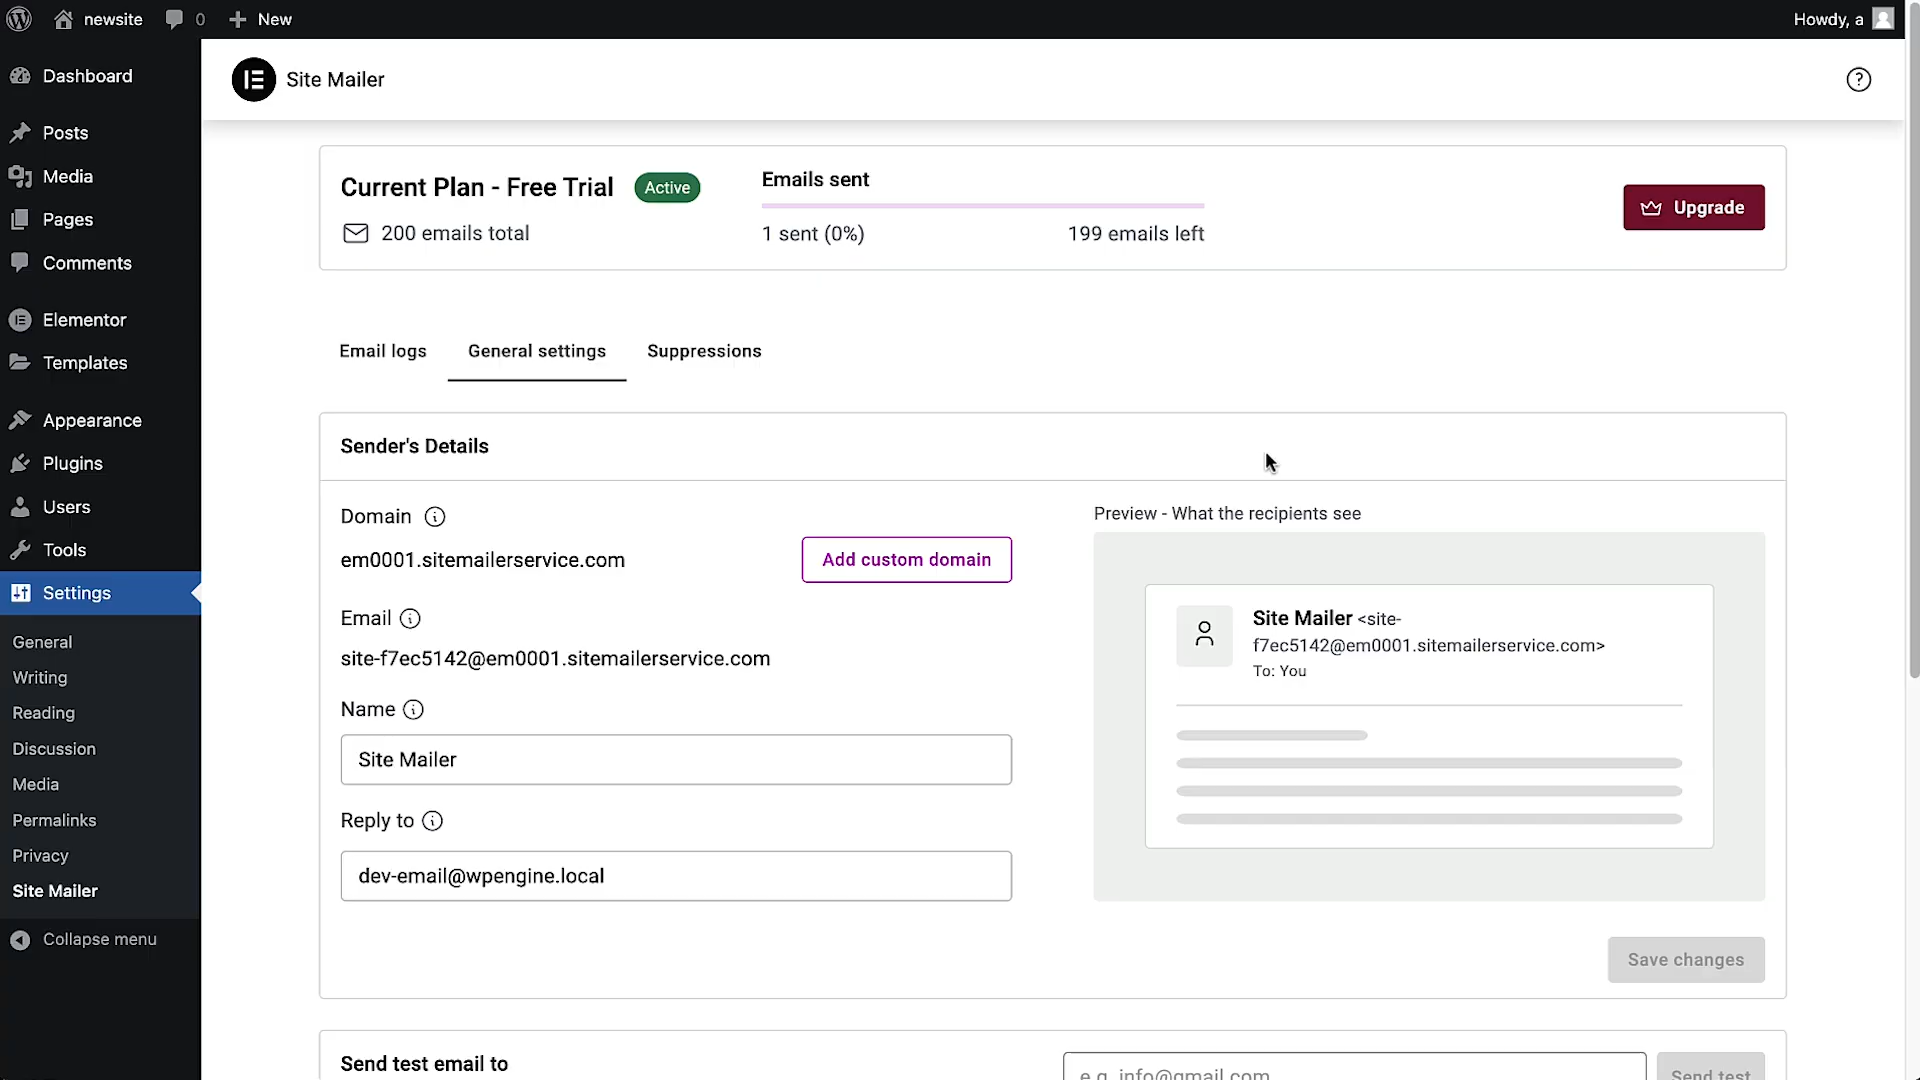 newsite
0
New
Howdy, a
Dashboard
Posts
Media
Pages
Comments
Elementor
Templates
Appearance
Plugins
Users
Tools
Settings
General
Writing
Reading
Discussion
Media
Permalinks
Privacy
Site Mailer
Collapse menu
Site Mailer
Current Plan - Free Trial
Active
200 emails total
Emails sent
1 sent (0%)
199 emails left
Upgrade
Email logs
General settings
Suppressions
Sender's Details
Domain
em0001.sitemailerservice.com
Add custom domain
Email
site-f7ec5142@em0001.sitemailerservice.com
Name
Site Mailer
Reply to
dev-email@wpengine.local
Preview - What the recipients see
Site Mailer <site-
f7ec5142@em0001.sitemailerservice.com>
To: You
Save changes
Send test email to
e.g. info@gmail.com
Send test